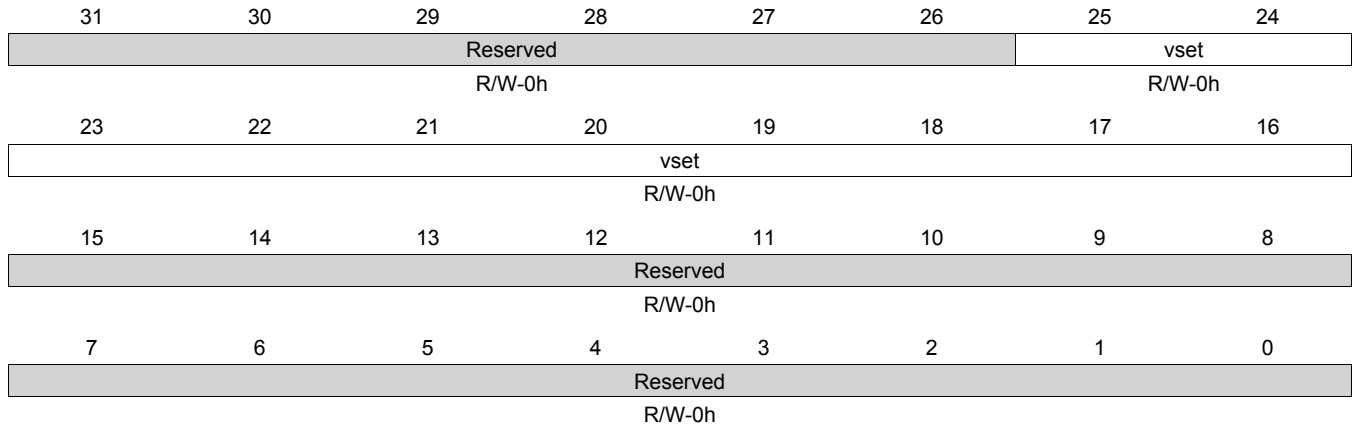 31 30 29 28 27 26 25 24
Reserved vset
R/W-0h R/W-0h
23 22 21 20 19 18 17 16
vset
R/W-0h
15 14 13 12 11 10 9 8
Reserved
R/W-0h
7 6 5 4 3 2 1 0
Reserved
R/W-0h